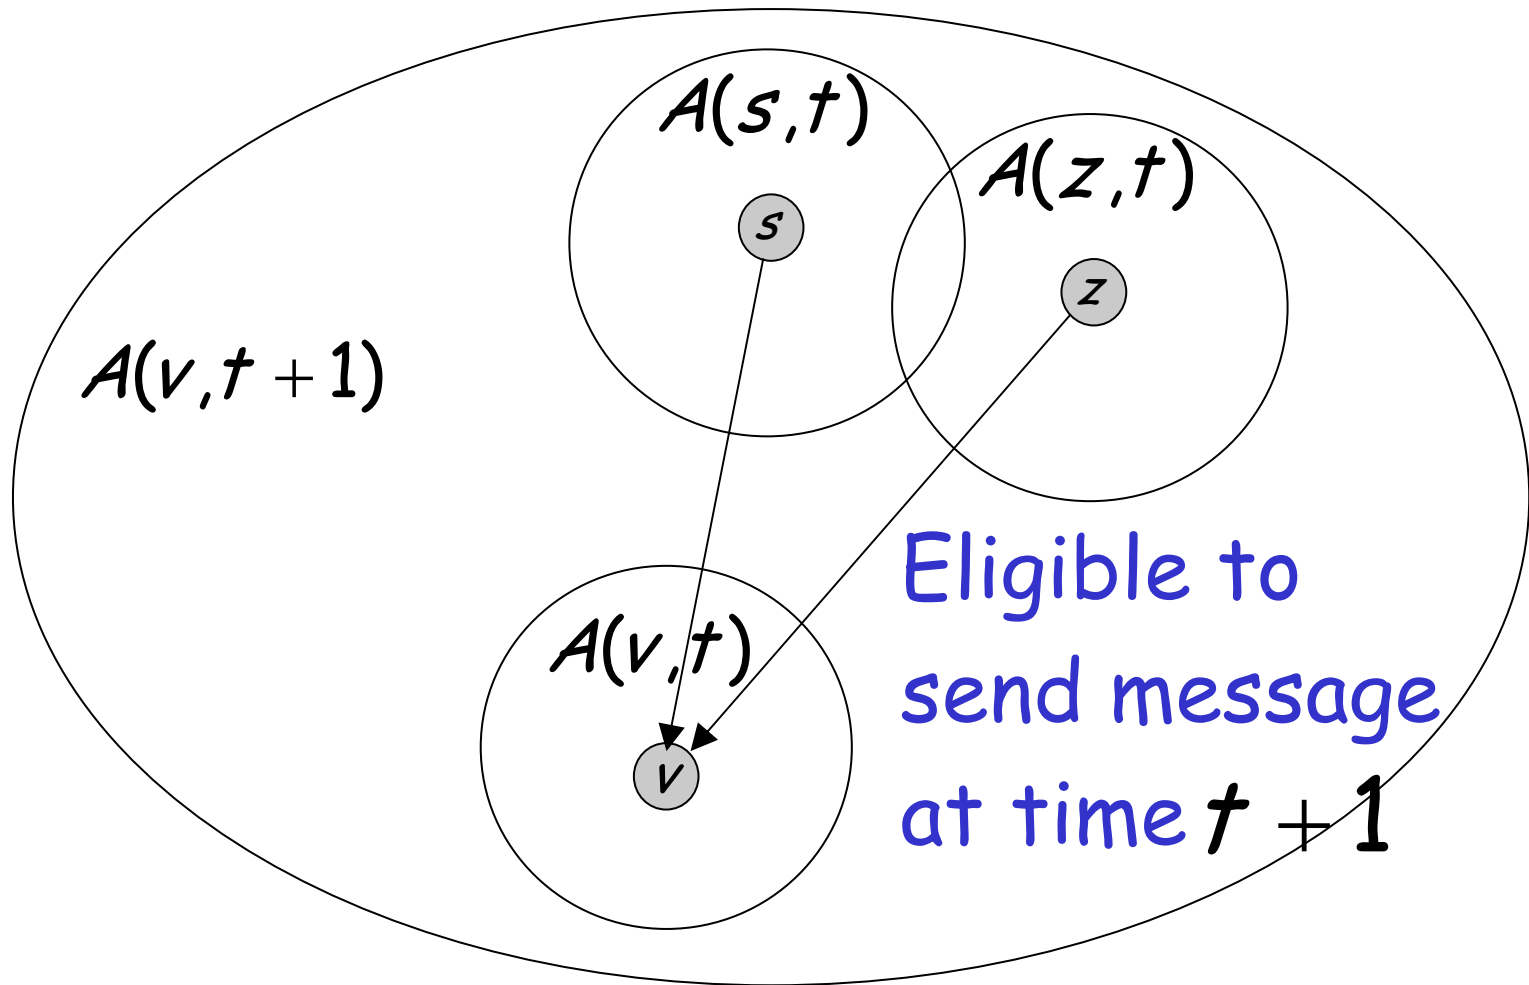 A(s,t)
A(z,t)
s
z
A(v,t + 1)
Eligible to
A(v,t)
send message
v
at time t + 1